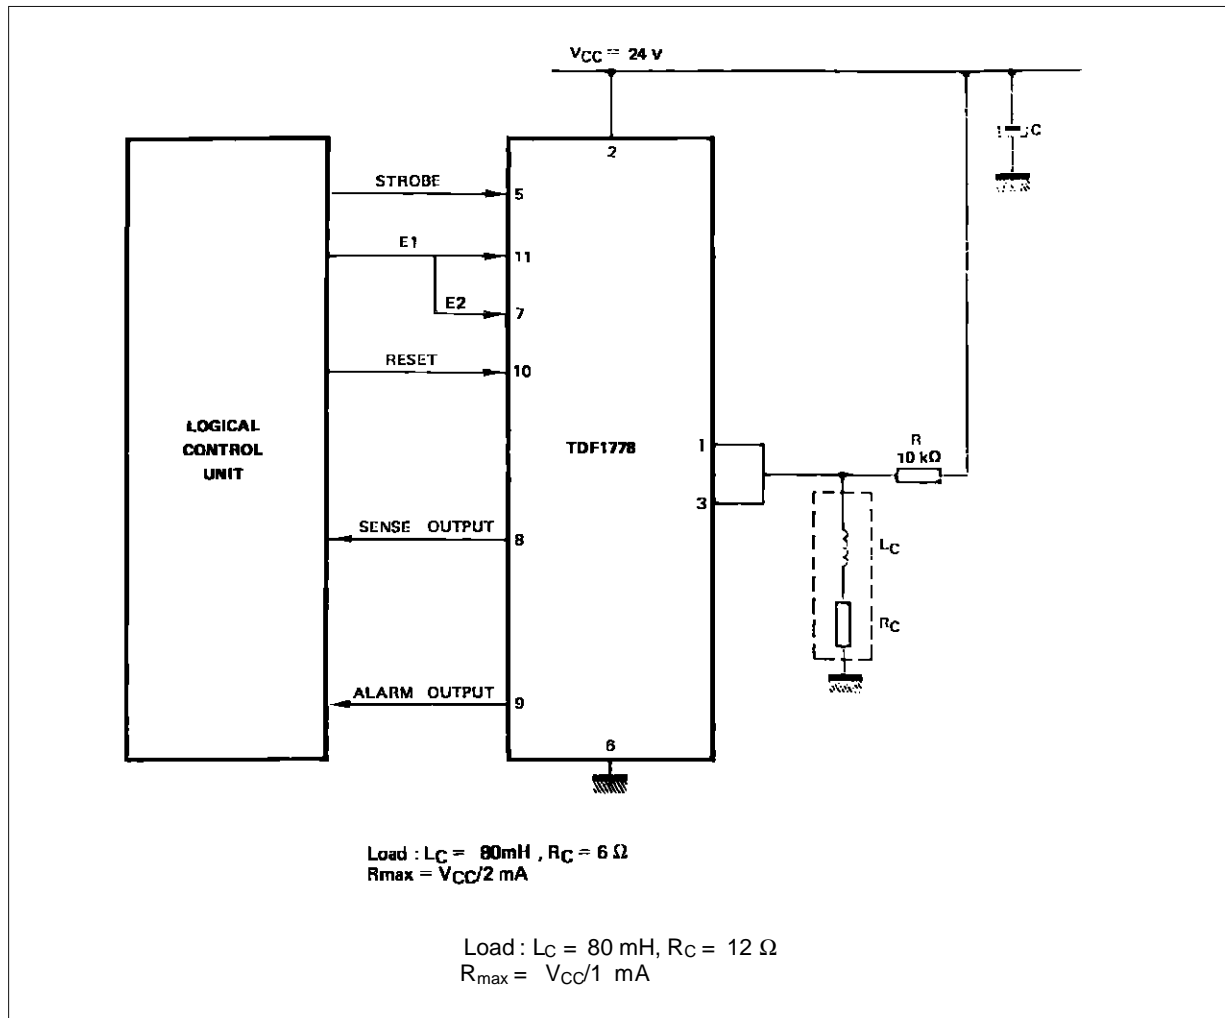 VCC = 24 V
2
C
STROBE
5
E1
11
E2
7
RESET
10
LOGICAL
CONTROL
UNIT
TDF1778
1
R
10 kΩ
3
SENSE OUTPUT
8
LC
RC
ALARM OUTPUT
9
6
Load : LC = 80mH , RC = 6 Ω
Rmax = VCC/2 mA
Load : LC = 80 mH, RC = 12 Ω
Rmax = VCC/1 mA